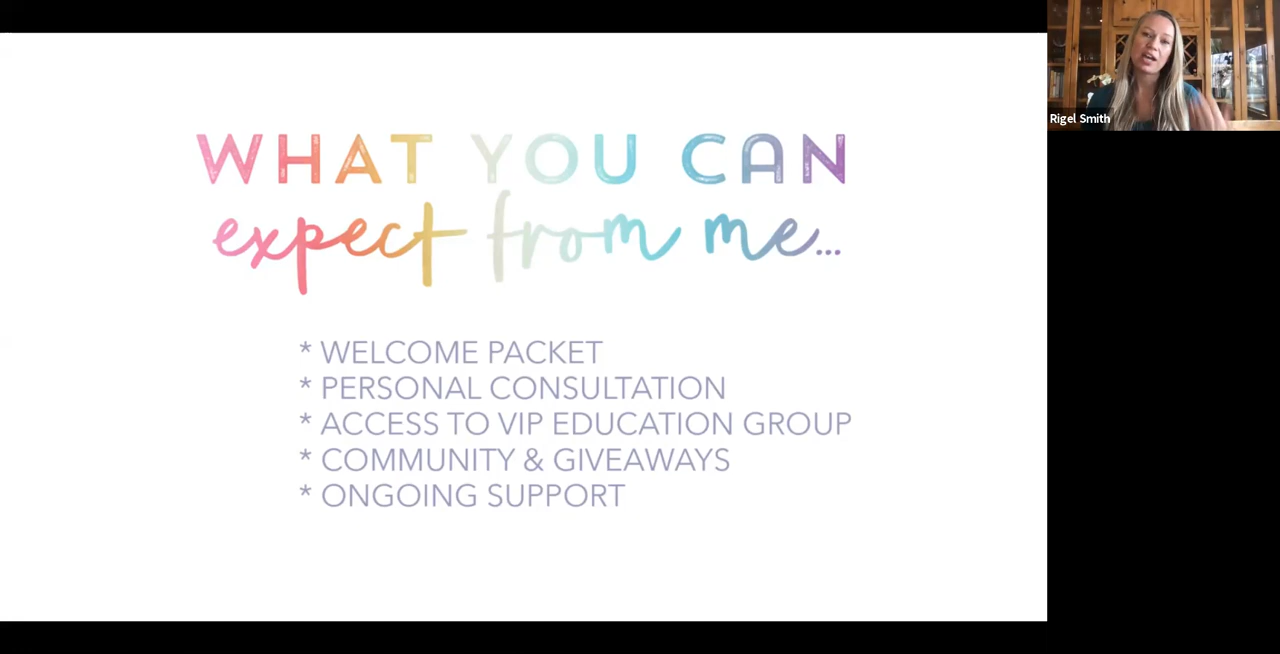 WHAT YOU CAN
expect from me...
* WELCOME PACKET
* PERSONAL CONSULTATION
* ACCESS TO VIP EDUCATION GROUP
* COMMUNITY & GIVEAWAYS
* ONGOING SUPPORT
Rigel Smith